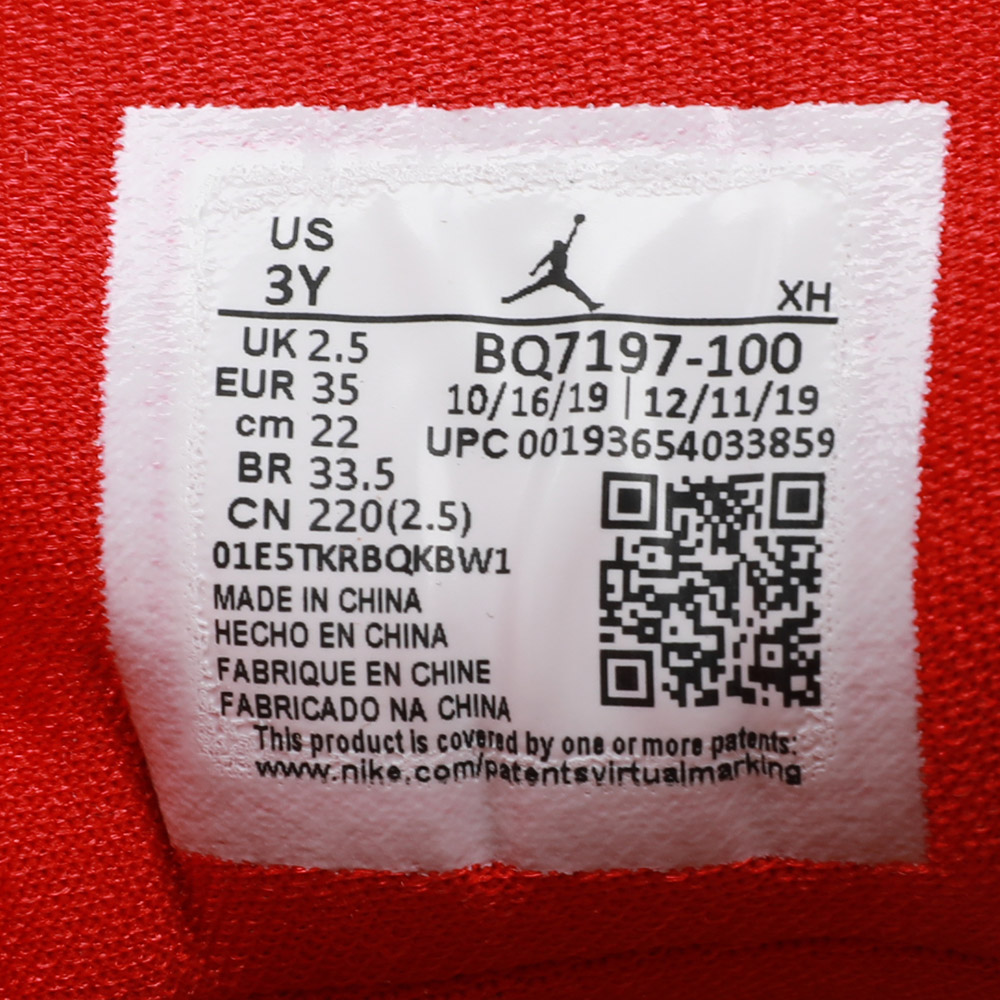 US
3Y
XH
UK 2.5
BQ7197-100
EUR 35
10/16/19 | 12/11/19
cm 22
UPC 00193654033859
BR 33.5
CN 220(2.5)
01E5TKRBQKBW1
MADE IN CHINA
HECHO EN CHINA
FABRIQUE EN CHINE
FABRICADO NA CHINA
This product is covered by one or more patents:
www.nike.com/patentsvirtualmarking